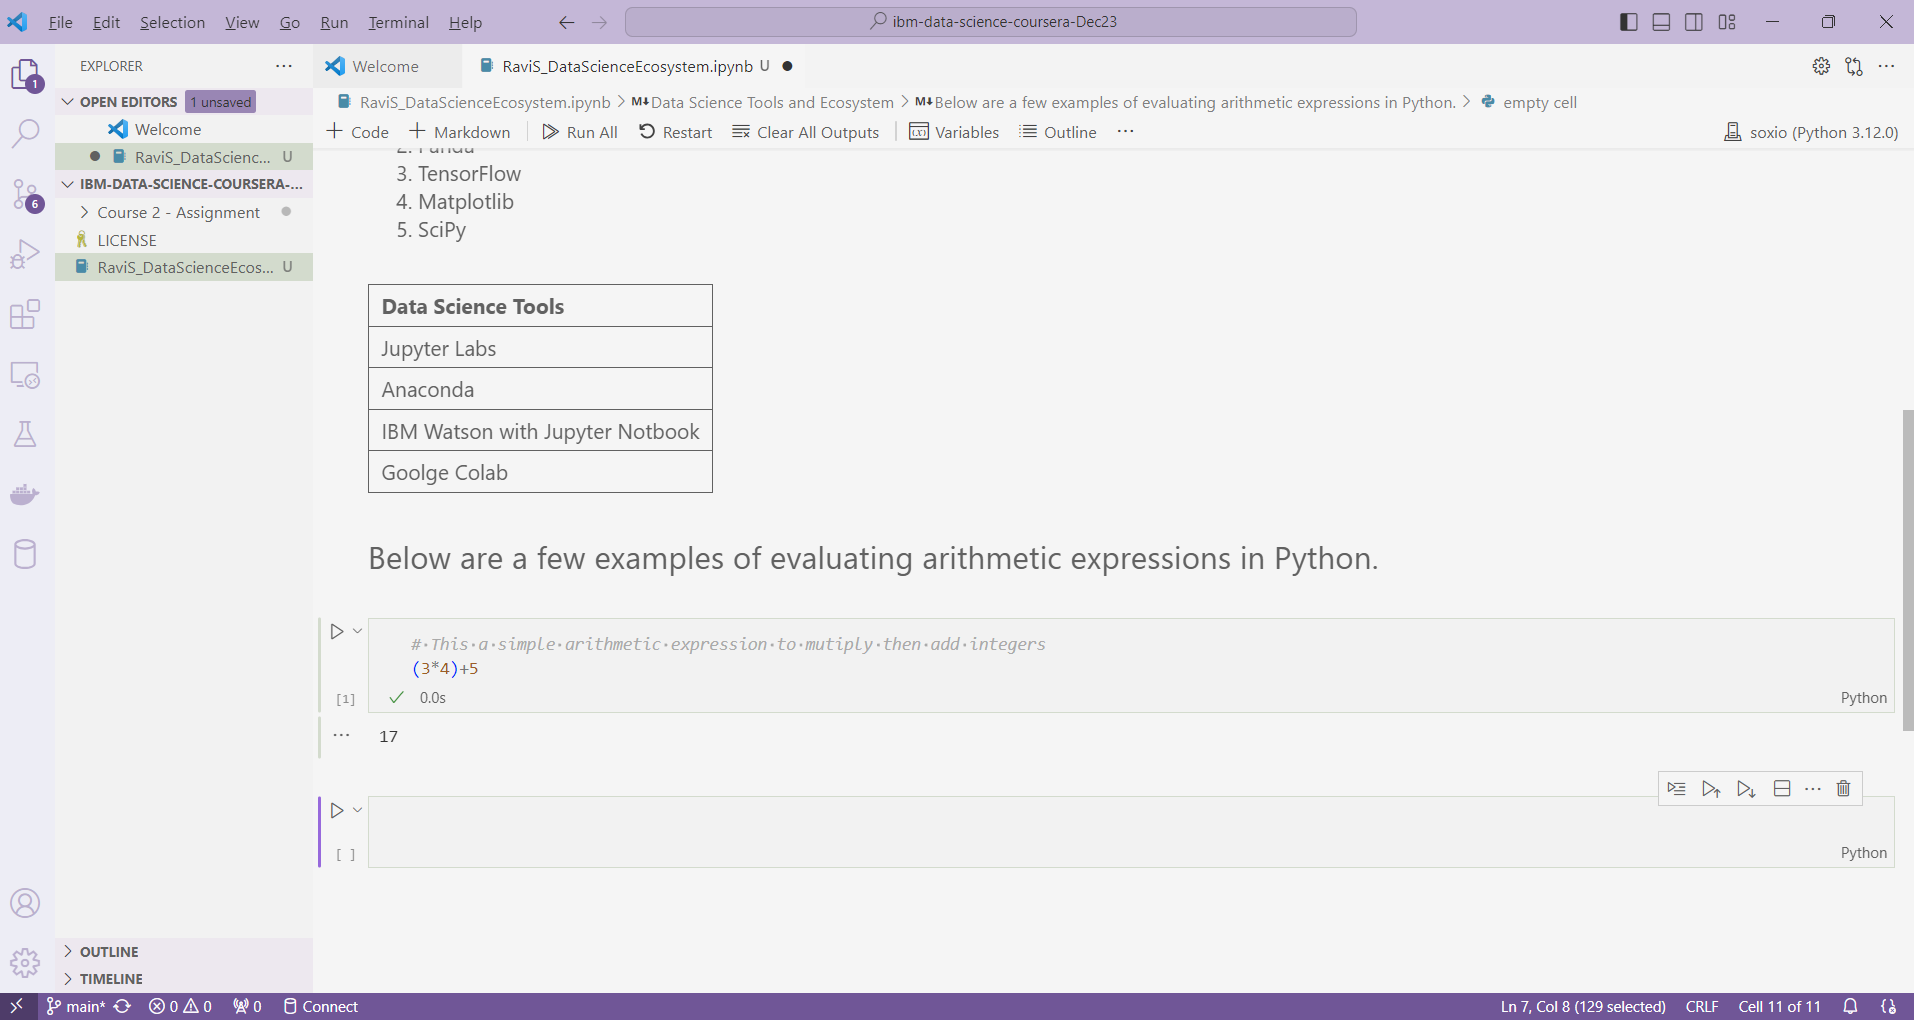 File Edit Selection View Go Run Terminal Help
ibm-data-science-coursera-Dec23
EXPLORER
OPEN EDITORS 1 unsaved
Welcome
RaviS_DataScienc... U
IBM-DATA-SCIENCE-COURSERA-...
Course 2 - Assignment
LICENSE
RaviS_DataScienceEcos... U
OUTLINE
TIMELINE
1
6
Welcome
RaviS_DataScienceEcosystem.ipynb U
RaviS_DataScienceEcosystem.ipynb > M↓Data Science Tools and Ecosystem > M↓Below are a few examples of evaluating arithmetic expressions in Python. > empty cell
+ Code + Markdown Run All Restart Clear All Outputs Variables Outline ...
soxio (Python 3.12.0)
2. Panda
3. TensorFlow
4. Matplotlib
5. SciPy
Data Science Tools
Jupyter Labs
Anaconda
IBM Watson with Jupyter Notbook
Goolge Colab
Below are a few examples of evaluating arithmetic expressions in Python.
#·This·a·simple·arithmetic·expression·to·mutiply·then·add·integers
(3*4)+5
[1] 0.0s Python
... 17
[ ] Python
main* 0 0 0 Connect
Ln 7, Col 8 (129 selected) CRLF Cell 11 of 11